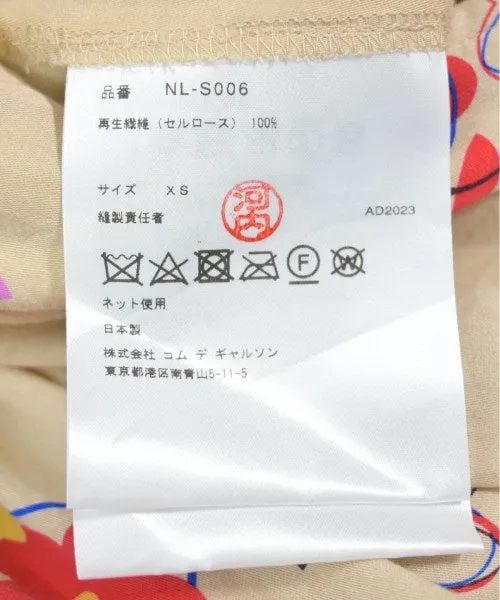 品番 NL-S006
再生繊維 (セルロース) 100%
サイズ XS
縫製責任者 河内
AD2023
F W
ネット使用
日本製
株式会社 コム デ ギャルソン
東京都港区南青山5-11-5